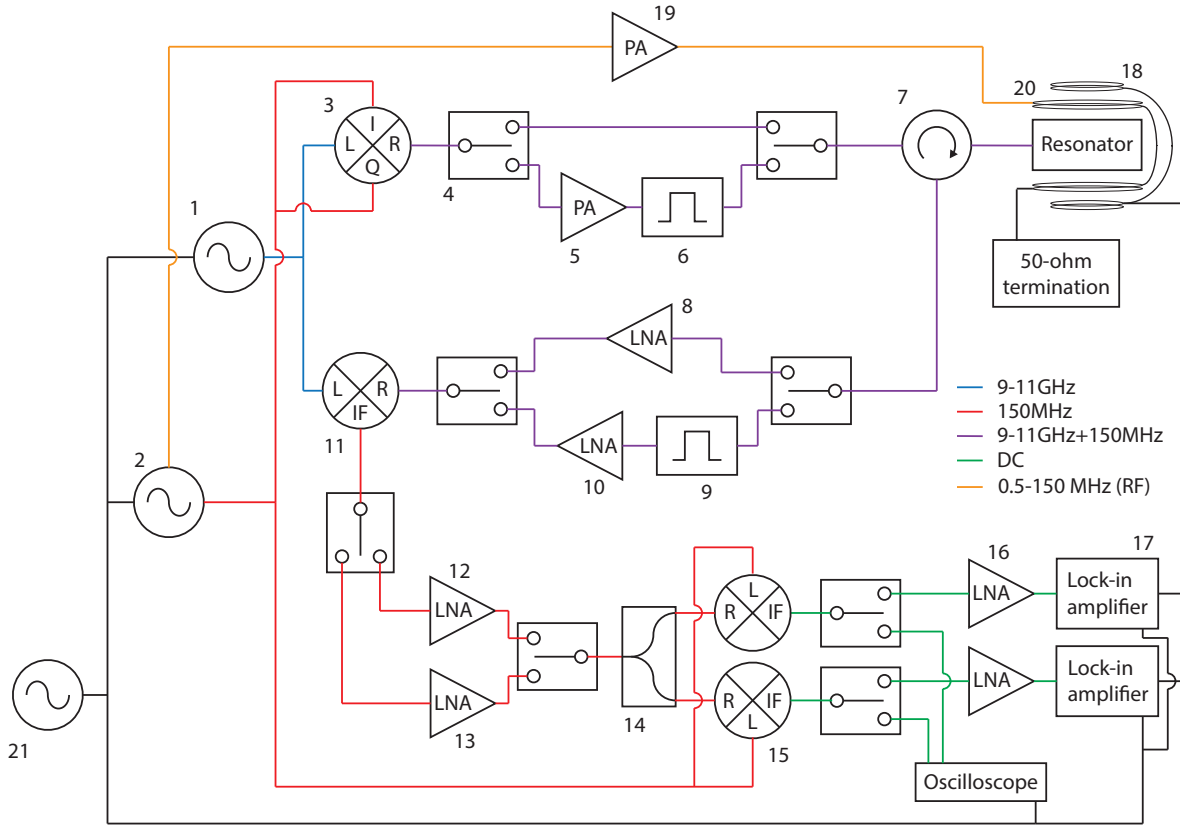 19
PA
18
20
7
Resonator
3
I
L
R
Q
4
PA
5
6
1
50-ohm
termination
8
LNA
L
R
IF
11
LNA
10
9
9-11GHz
150MHz
9-11GHz+150MHz
DC
0.5-150 MHz (RF)
2
12
LNA
LNA
13
14
L
R
IF
R
IF
L
15
16
LNA
17
Lock-in
amplifier
LNA
Lock-in
amplifier
Oscilloscope
21